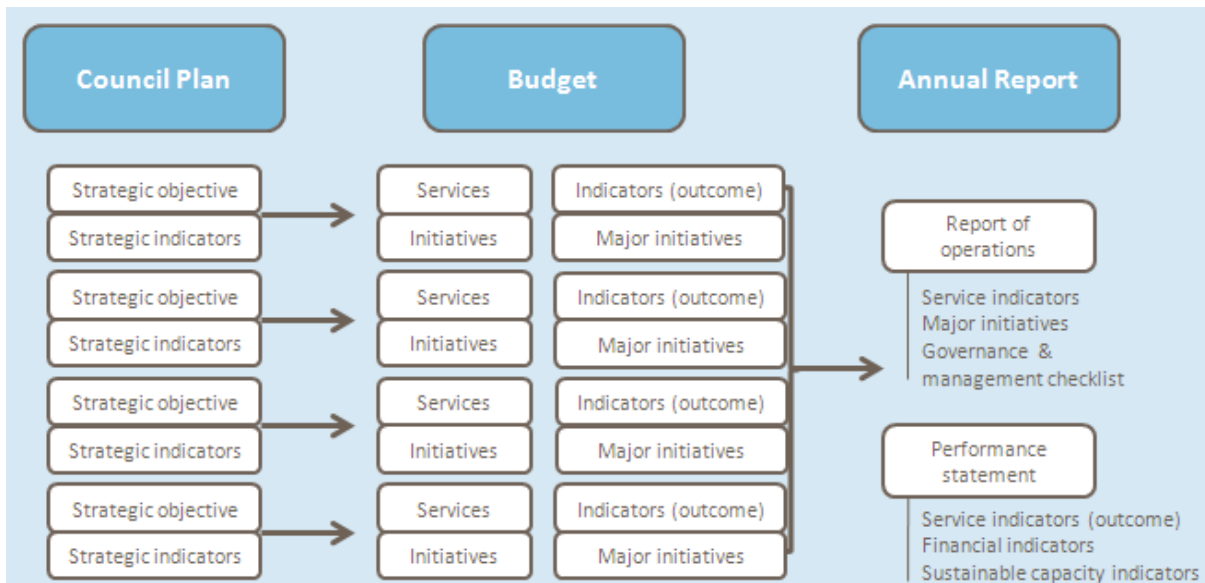 Council Plan
Budget
Annual Report
Strategic objective
Strategic indicators
Services
Initiatives
Indicators (outcome)
Major initiatives
Strategic objective
Strategic indicators
Services
Initiatives
Indicators (outcome)
Major initiatives
Strategic objective
Strategic indicators
Services
Initiatives
Indicators (outcome)
Major initiatives
Strategic objective
Strategic indicators
Services
Initiatives
Indicators (outcome)
Major initiatives
Report of
operations
Service indicators
Major initiatives
Governance &
management checklist
Performance
statement
Service indicators (outcome)
Financial indicators
Sustainable capacity indicators